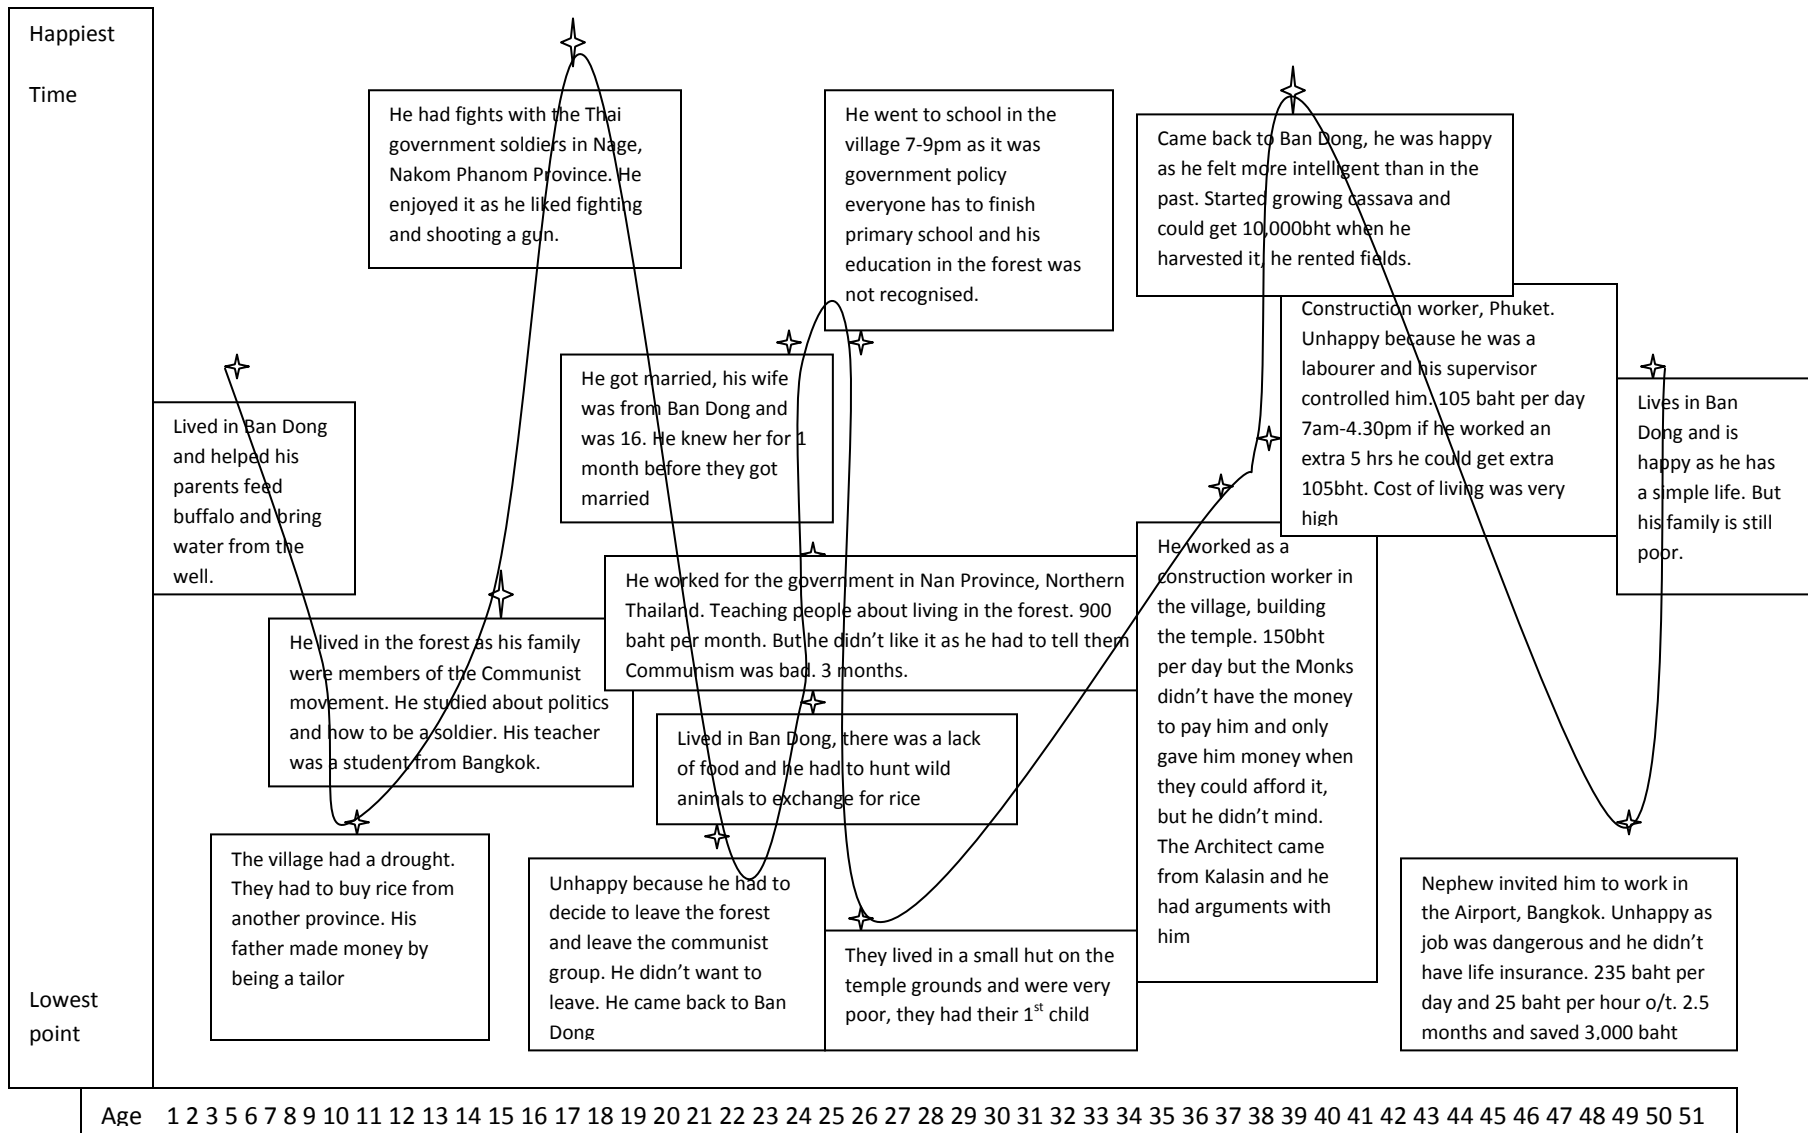 Happiest
Time
He had fights with the Thai
government soldiers in Nage,
Nakom Phanom Province. He
enjoyed it as he liked fighting
and shooting a gun.
He went to school in the
village 7-9pm as it was
government policy
everyone has to finish
primary school and his
education in the forest was
not recognised.
Came back to Ban Dong, he was happy
as he felt more intelligent than in the
past. Started growing cassava and
could get 10,000bht when he
harvested it, he rented fields.
Construction worker, Phuket.
Unhappy because he was a
labourer and his supervisor
controlled him. 105 baht per day
7am-4.30pm if he worked an
extra 5 hrs he could get extra
105bht. Cost of living was very
high
He got married, his wife
was from Ban Dong and
was 16. He knew her for 1
month before they got
married
Lives in Ban
Dong and is
happy as he has
a simple life. But
his family is still
poor.
Lived in Ban Dong
and helped his
parents feed
buffalo and bring
water from the
well.
He worked as a
construction worker in
the village, building
the temple. 150bht
per day but the Monks
didn't have the money
to pay him and only
gave him money when
they could afford it,
but he didn't mind.
The Architect came
from Kalasin and he
had arguments with
him
He worked for the government in Nan Province, Northern
Thailand. Teaching people about living in the forest. 900
baht per month. But he didn't like it as he had to tell them
Communism was bad. 3 months.
He lived in the forest as his family
were members of the Communist
movement. He studied about politics
and how to be a soldier. His teacher
was a student from Bangkok.
Lived in Ban Dong, there was a lack
of food and he had to hunt wild
animals to exchange for rice
The village had a drought.
They had to buy rice from
another province. His
father made money by
being a tailor
Unhappy because he had to
decide to leave the forest
and leave the communist
group. He didn't want to
leave. He came back to Ban
Dong
They lived in a small hut on the
temple grounds and were very
poor, they had their 1st child
Nephew invited him to work in
the Airport, Bangkok. Unhappy as
job was dangerous and he didn't
have life insurance. 235 baht per
day and 25 baht per hour o/t. 2.5
months and saved 3,000 baht
Lowest
point
Age 1 2 3 5 6 7 8 9 10 11 12 13 14 15 16 17 18 19 20 21 22 23 24 25 26 27 28 29 30 31 32 33 34 35 36 37 38 39 40 41 42 43 44 45 46 47 48 49 50 51